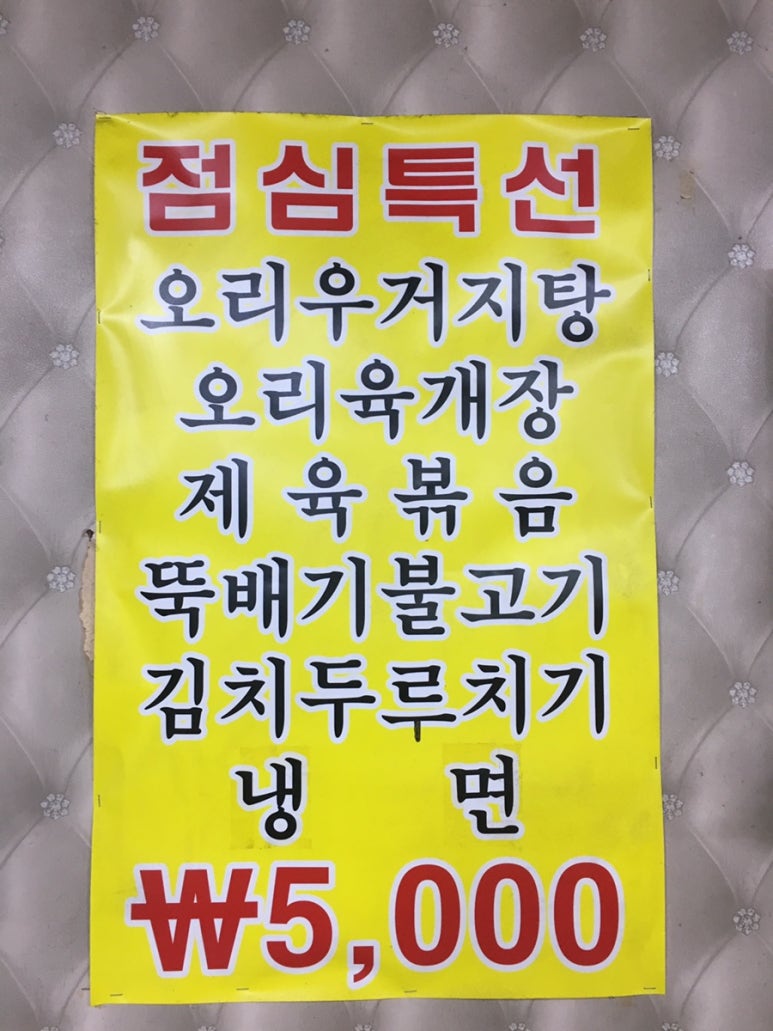 점심특선
오리우거지탕
오리육개장
제육볶음
뚝배기불고기
김치두루치기
냉면
₩5,000